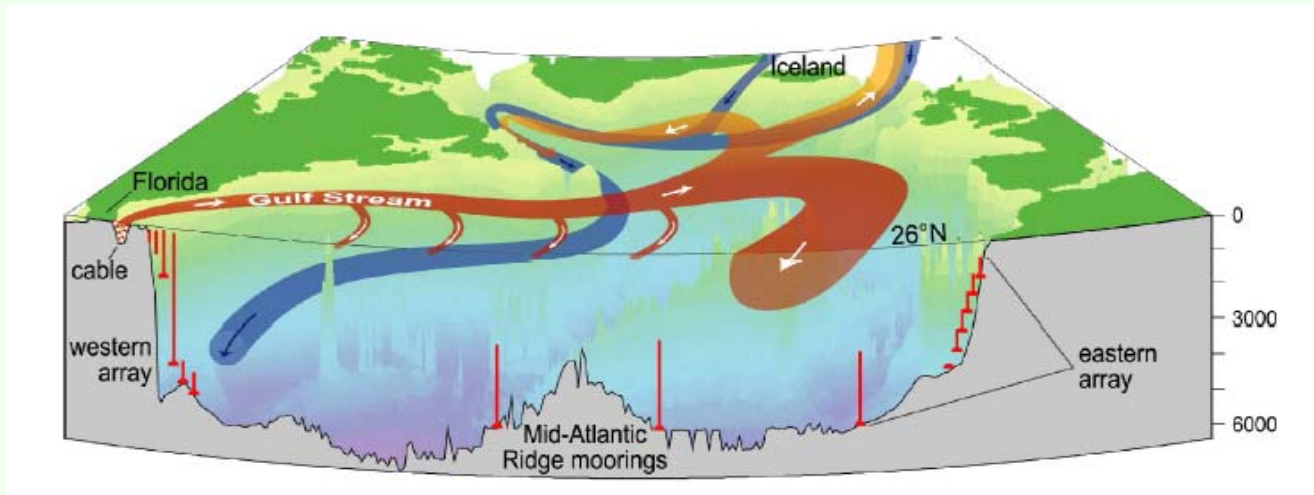 Iceland
Florida
Gulf Stream
26°N
0
cable
3000
western
array
eastern
array
6000
Mid-Atlantic
Ridge moorings